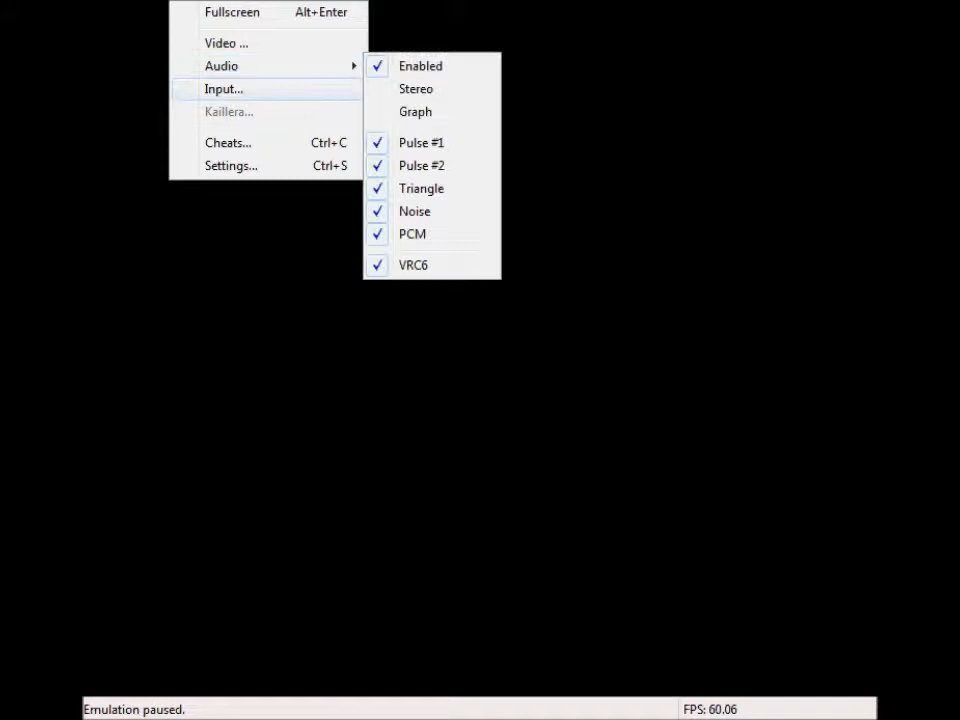 Fullscreen Alt+Enter
Video ...
Audio
Input...
Kaillera...
Cheats... Ctrl+C
Settings... Ctrl+S
Enabled
Stereo
Graph
Pulse #1
Pulse #2
Triangle
Noise
PCM
VRC6
Emulation paused. FPS: 60.06